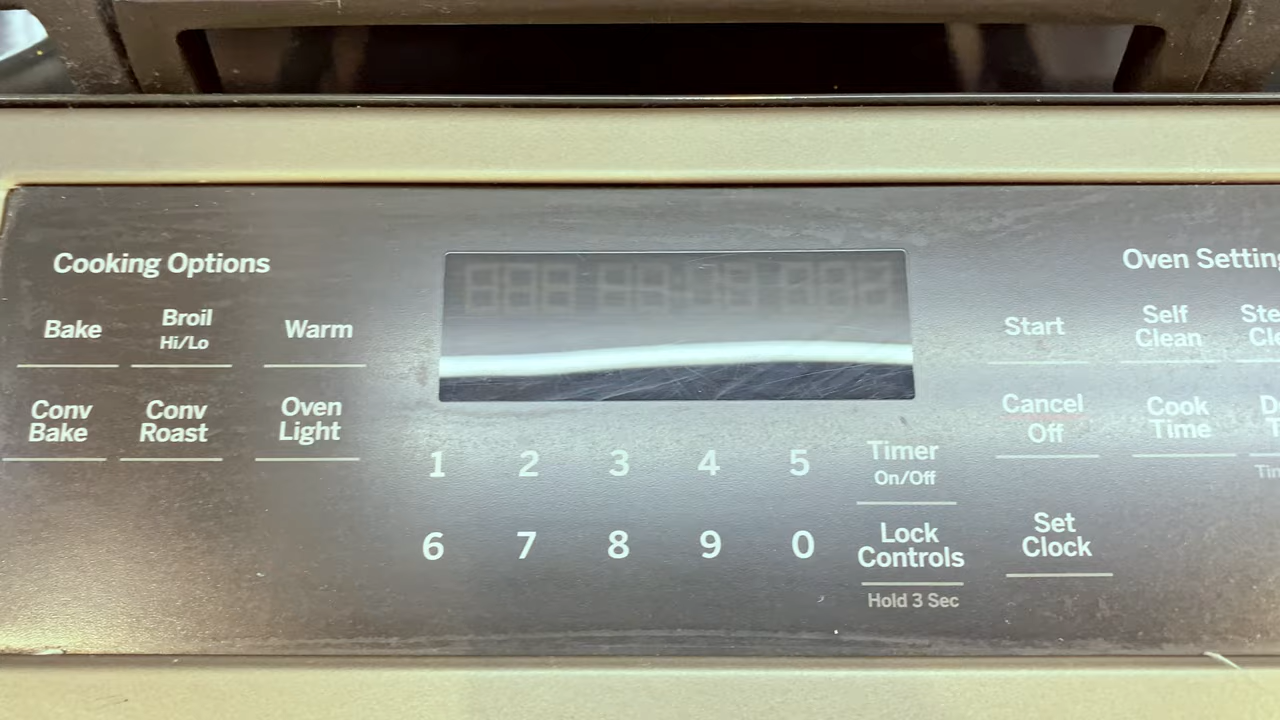 Cooking Options
Bake
Broil
Hi/Lo
Warm
Conv
Bake
Conv
Roast
Oven
Light
1 2 3 4 5
6 7 8 9 0
Timer
On/Off
Lock
Controls
Hold 3 Sec
Oven
Start
Self
Clean
Cancel
Off
Cook
Time
Set
Clock